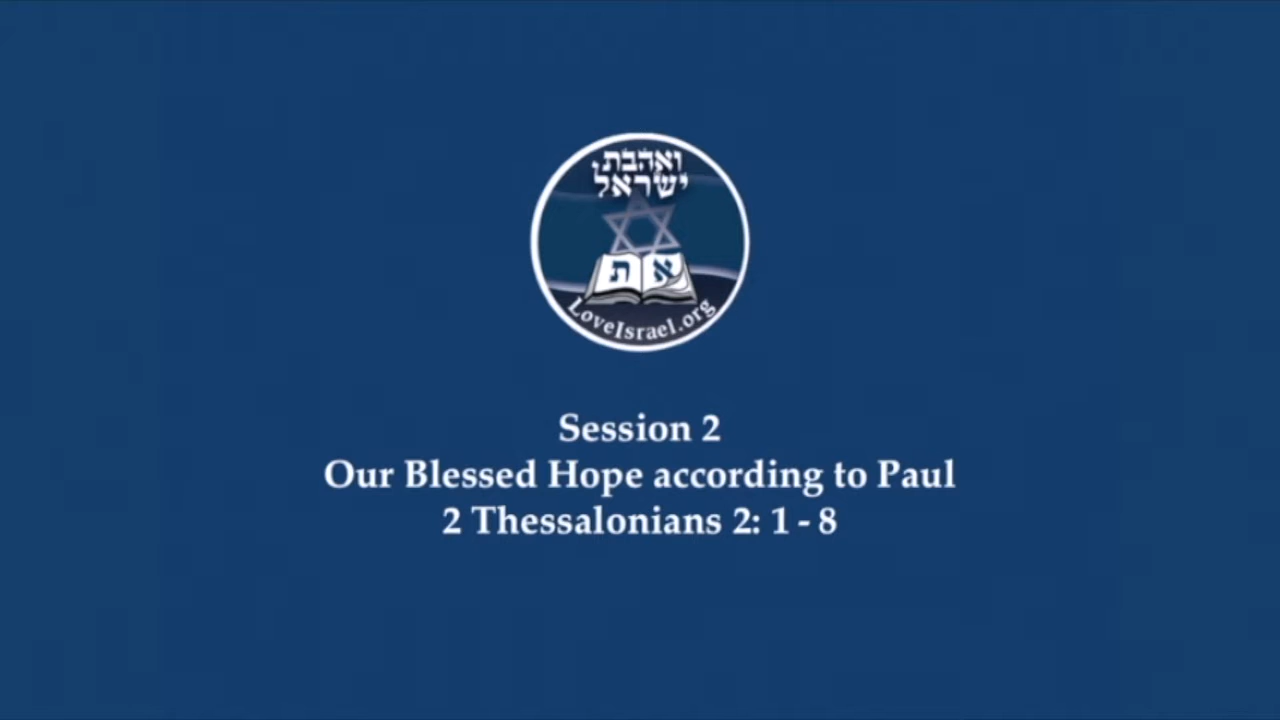 ואהבת
ישראל
את
LoveIsrael.org
Session 2
Our Blessed Hope according to Paul
2 Thessalonians 2: 1 - 8